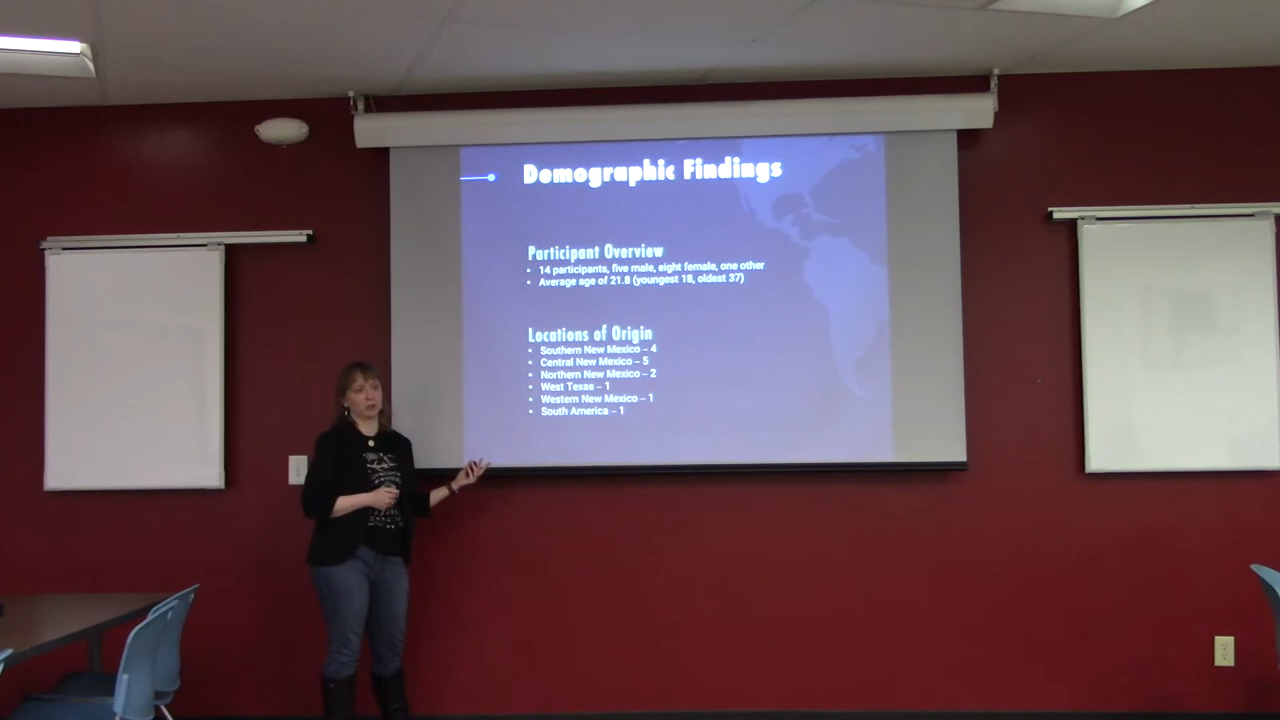 Demographic Findings
Participant Overview
• 14 participants, five male, eight female, one other
• Average age of 21.8 (youngest 18, oldest 37)
Locations of Origin
• Southern New Mexico – 4
• Central New Mexico – 5
• Northern New Mexico – 2
• West Texas – 1
• Western New Mexico – 1
• South America – 1